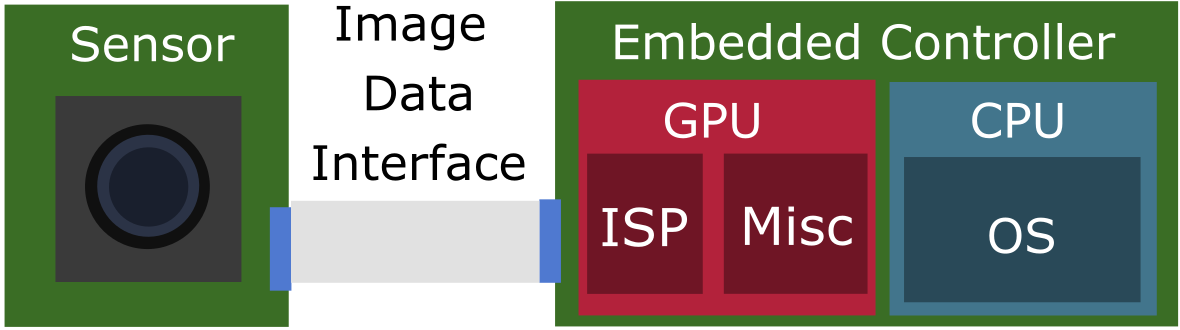 Sensor
Image
Data
Interface
Embedded Controller
GPU
CPU
ISP
Misc
OS